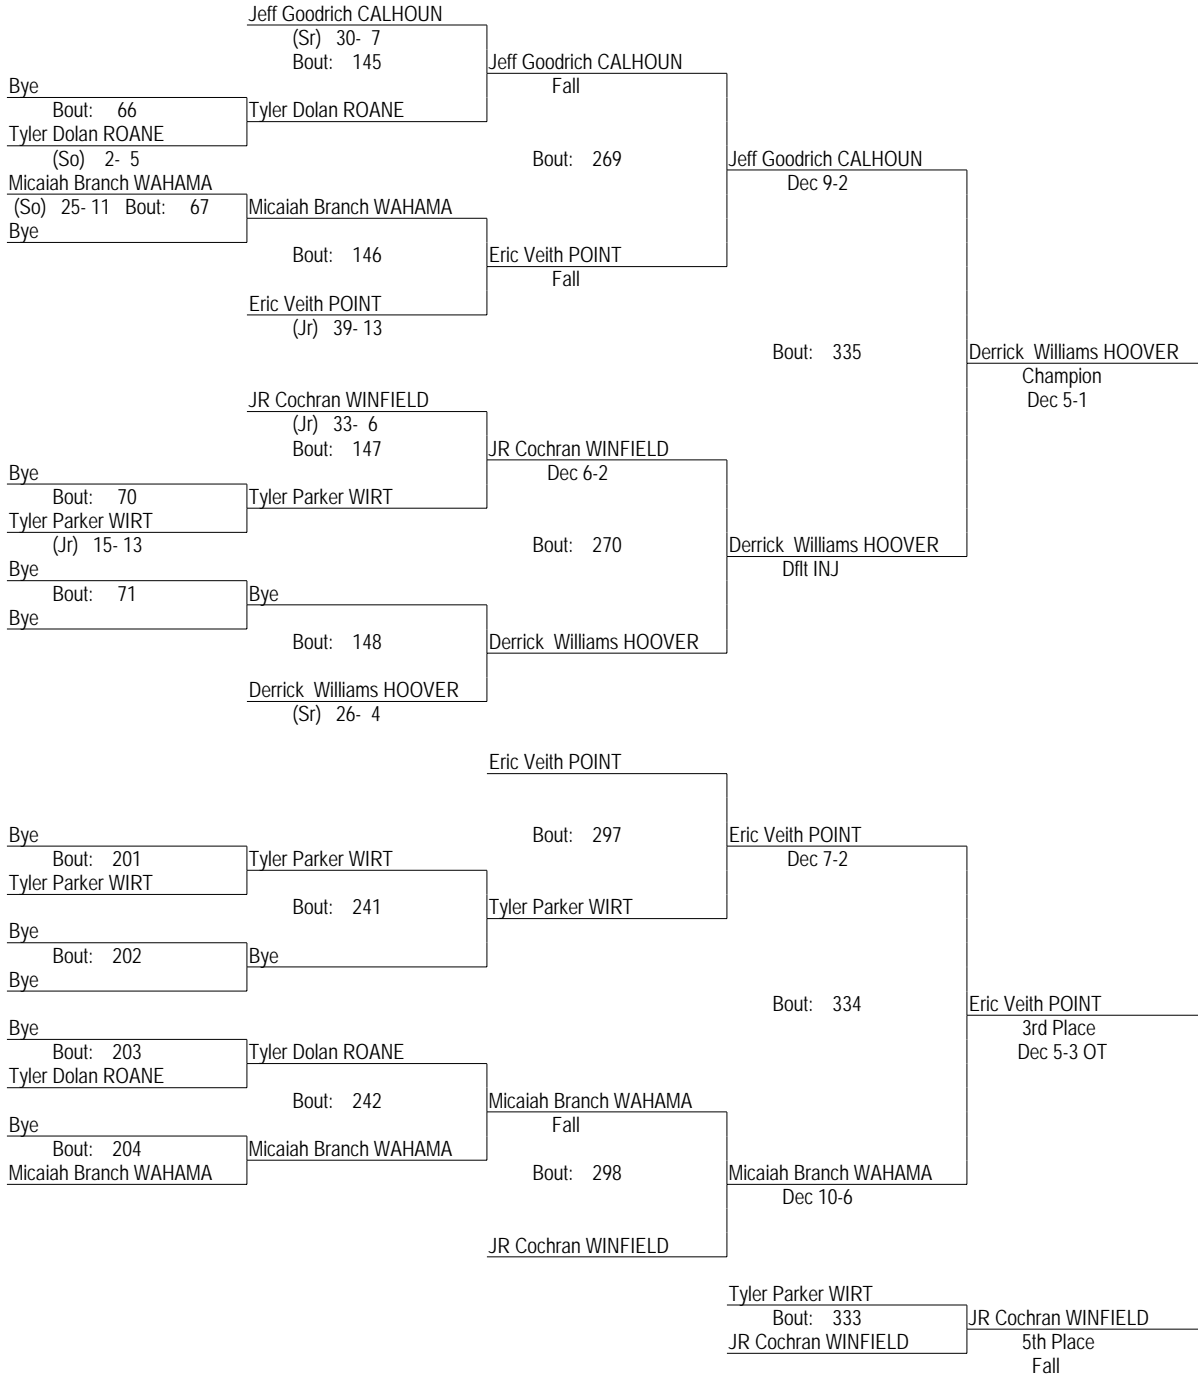 Jeff Goodrich CALHOUN
(Sr) 30- 7
Bout: 145
Jeff Goodrich CALHOUN
Fall
Bye
Bout: 66
Tyler Dolan ROANE
Tyler Dolan ROANE
(So) 2- 5
Bout: 269
Jeff Goodrich CALHOUN
Dec 9-2
Micaiah Branch WAHAMA
(So) 25- 11 Bout: 67
Micaiah Branch WAHAMA
Bye
Bout: 146
Eric Veith POINT
Fall
Eric Veith POINT
(Jr) 39- 13
Bout: 335
Derrick Williams HOOVER
Champion
Dec 5-1
JR Cochran WINFIELD
(Jr) 33- 6
Bout: 147
JR Cochran WINFIELD
Dec 6-2
Bye
Bout: 70
Tyler Parker WIRT
Tyler Parker WIRT
(Jr) 15- 13
Bout: 270
Derrick Williams HOOVER
Dflt INJ
Bye
Bout: 71
Bye
Bye
Bout: 148
Derrick Williams HOOVER
Derrick Williams HOOVER
(Sr) 26- 4
Eric Veith POINT
Bout: 297
Eric Veith POINT
Dec 7-2
Bye
Bout: 201
Tyler Parker WIRT
Tyler Parker WIRT
Bout: 241
Tyler Parker WIRT
Bye
Bout: 202
Bye
Bye
Bout: 334
Eric Veith POINT
3rd Place
Dec 5-3 OT
Bye
Bout: 203
Tyler Dolan ROANE
Tyler Dolan ROANE
Bout: 242
Micaiah Branch WAHAMA
Fall
Bye
Bout: 204
Micaiah Branch WAHAMA
Micaiah Branch WAHAMA
Bout: 298
Micaiah Branch WAHAMA
Dec 10-6
JR Cochran WINFIELD
Tyler Parker WIRT
Bout: 333
JR Cochran WINFIELD
JR Cochran WINFIELD
5th Place
Fall